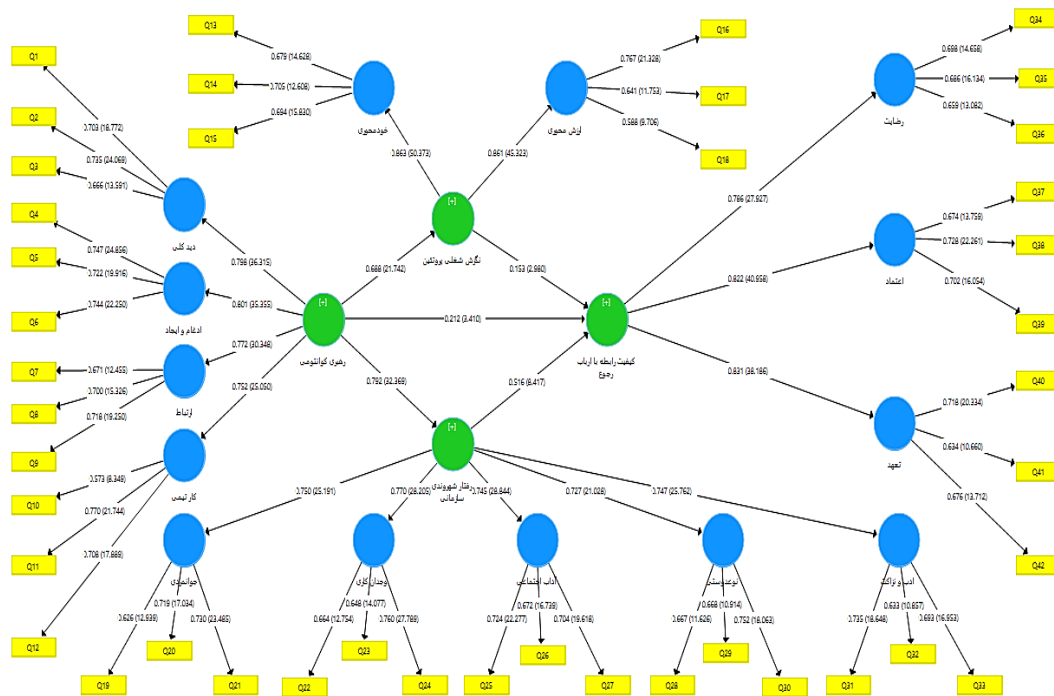 Q13
Q16
Q34
Q1
0.679 (14.628)
0.767 (21.328)
0.698 (14.658)
Q14
0.705 (12.608)
0.641 (11.753)
Q17
0.686 (16.134)
Q35
Q2
0.694 (15.830)
0.588 (9.706)
0.659 (13.082)
Q15
خودمحوری
ارزش محوری
رضایت
Q36
0.703 (18.772)
0.735 (24.069)
Q18
Q3
0.666 (13.591)
0.863 (50.373)
0.861 (45.323)
0.786 (27.927)
Q37
Q4
0.674 (13.759)
[+]
0.728 (22.261)
Q38
دید کلی
0.747 (24.856)
0.798 (36.315)
نگرش شغلی پروتئین
0.702 (16.054)
Q5
0.722 (19.916)
0.688 (21.742)
0.153 (2.980)
0.822 (40.958)
اعتماد
0.744 (22.250)
0.801 (35.355)
[+]
[+]
Q6
ادغام و ایجاد
0.212 (3.410)
Q39
0.772 (30.348)
رهبری کوانتومی
کیفیت رابطه با ارباب
رجوع
Q7
0.671 (12.455)
0.752 (25.050)
0.792 (32.369)
0.516 (8.417)
0.831 (38.186)
Q40
0.700 (15.326)
Q8
0.718 (19.250)
ارتباط
0.718 (20.334)
[+]
0.634 (10.660)
Q9
کار تیمی
تعهد
Q41
0.573 (8.349)
رفتار شهروندی
سازمانی
0.676 (13.712)
Q10
0.770 (21.744)
0.750 (25.191)
0.770 (28.205)
0.745 (28.844)
0.727 (21.028)
0.747 (25.762)
0.708 (17.889)
Q11
Q42
جوانمردی
وجدان کاری
آداب اجتماعی
نوعدوستی
ادب و نزاکت
0.626 (12.939)
0.719 (17.034)
0.730 (23.485)
0.664 (12.754)
0.648 (14.077)
0.760 (27.789)
0.724 (22.277)
0.672 (16.739)
0.704 (19.618)
0.667 (11.626)
0.668 (10.914)
0.752 (18.063)
0.735 (18.648)
0.633 (10.857)
0.693 (16.953)
Q12
Q20
Q23
Q26
Q29
Q32
Q19
Q21
Q22
Q24
Q25
Q27
Q28
Q30
Q31
Q33